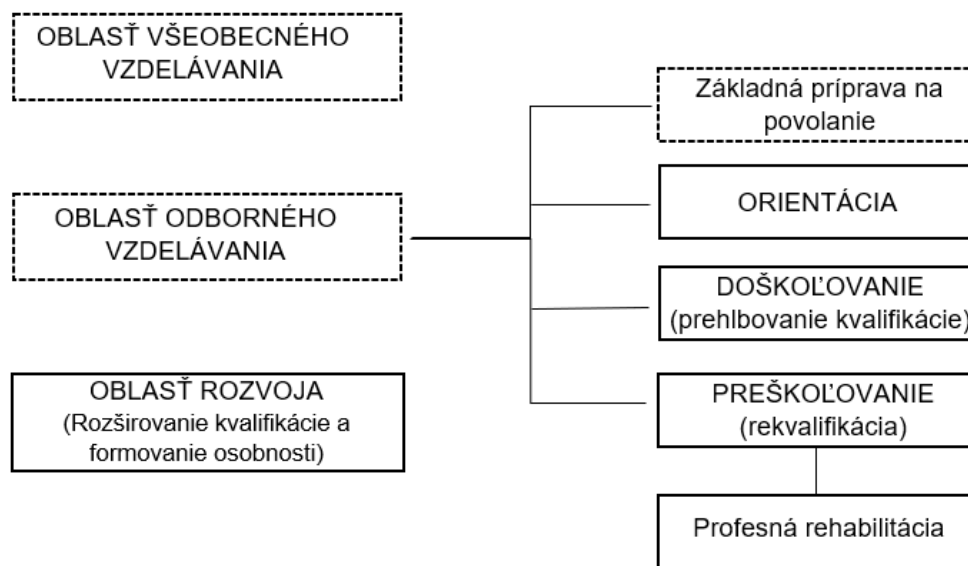 OBLASŤ VŠEOBECNÉHO
VZDELÁVANIA
OBLASŤ ODBORNÉHO
VZDELÁVANIA
OBLASŤ ROZVOJA
(Rozširovanie kvalifikácie a
formovanie osobnosti)
Základná príprava na
povolanie
ORIENTÁCIA
DOŠKOĽOVANIE
(prehlbovanie kvalifikácie)
PREŠKOĽOVANIE
(rekvalifikácia)
Profesná rehabilitácia